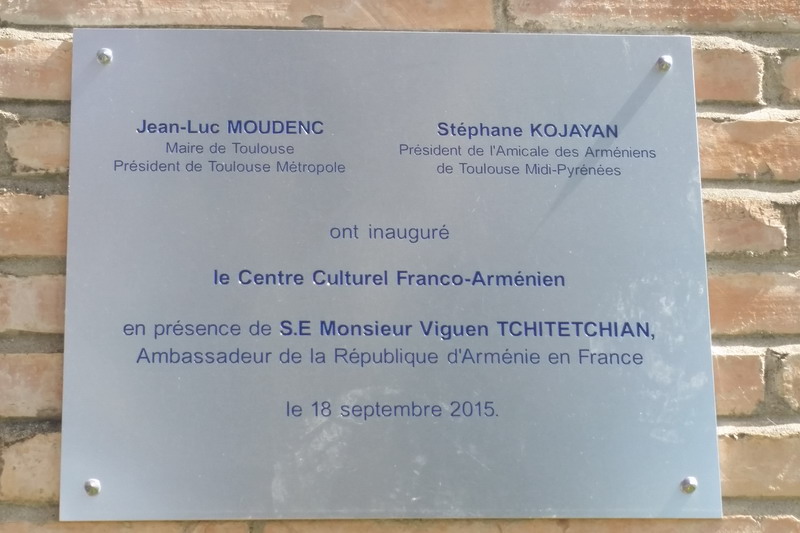 Jean-Luc MOUDENC
Maire de Toulouse
Président de Toulouse Métropole
Stéphane KOJAYAN
Président de l'Amicale des Arméniens
de Toulouse Midi-Pyrénées
ont inauguré
le Centre Culturel Franco-Arménien
en présence de S.E Monsieur Viguen TCHITETCHIAN,
Ambassadeur de la République d'Arménie en France
le 18 septembre 2015.